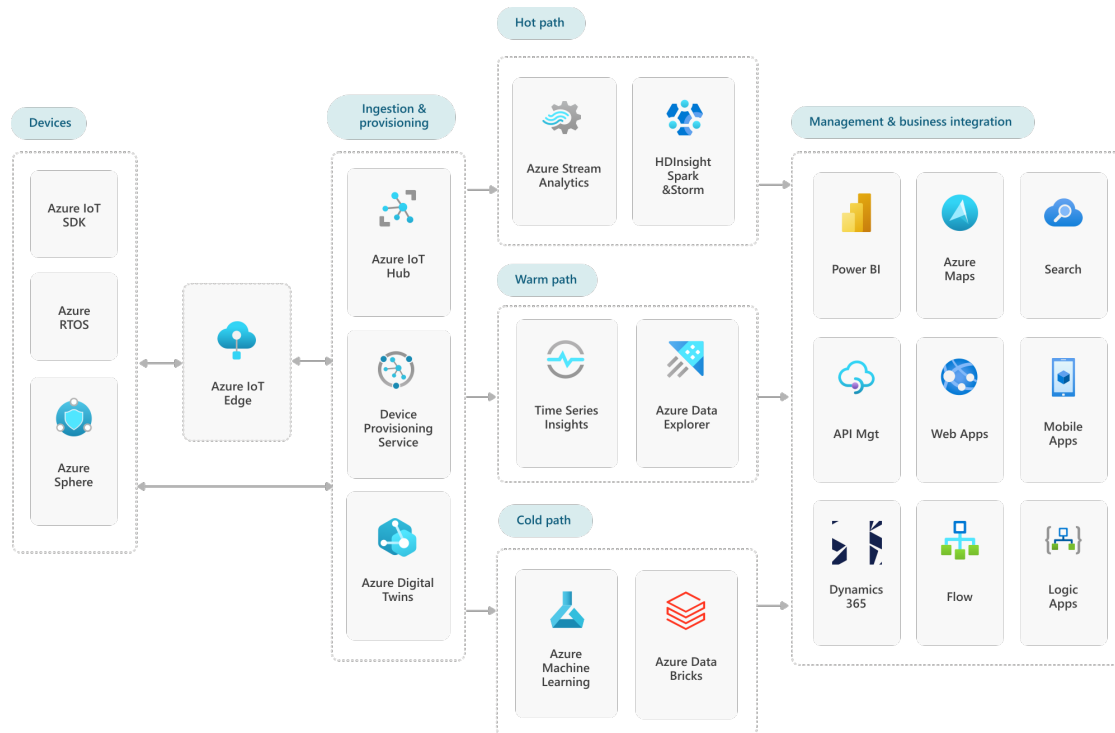 Hot path
Devices
Ingestion &
provisioning
Management & business integration
Azure IoT
SDK
Azure
RTOS
Azure
Sphere
Azure IoT
Edge
Azure IoT
Hub
Device
Provisioning
Service
Azure Digital
Twins
Azure Stream
Analytics
HDInsight
Spark
&Storm
Warm path
Time Series
Insights
Azure Data
Explorer
Cold path
Azure
Machine
Learning
Azure Data
Bricks
Power BI
Azure
Maps
Search
API Mgt
Web Apps
Mobile
Apps
Dynamics
365
Flow
Logic
Apps